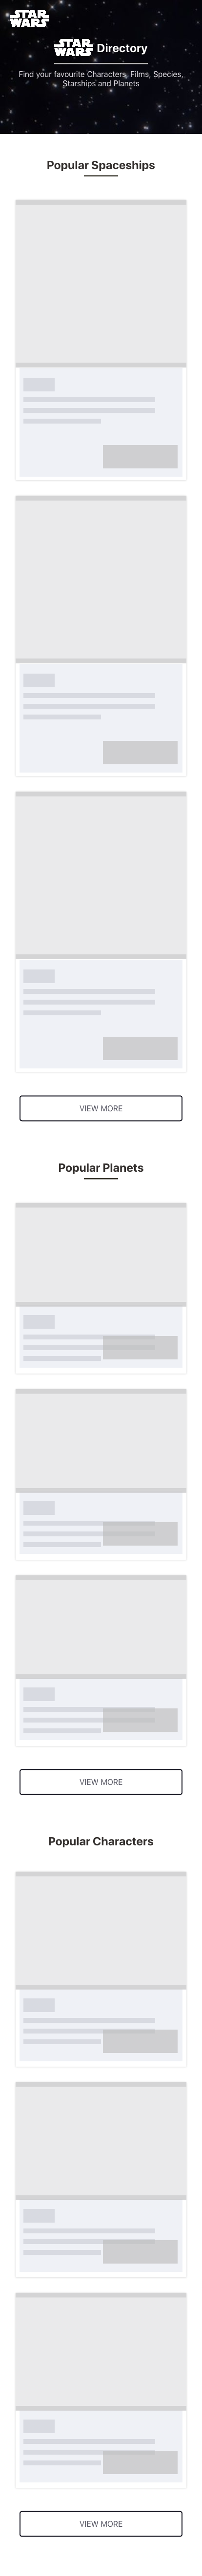 STAR WARS
STAR WARS Directory
Find your favourite Characters, Films, Species,
Starships and Planets
Popular Spaceships
VIEW MORE
Popular Planets
VIEW MORE
Popular Characters
VIEW MORE